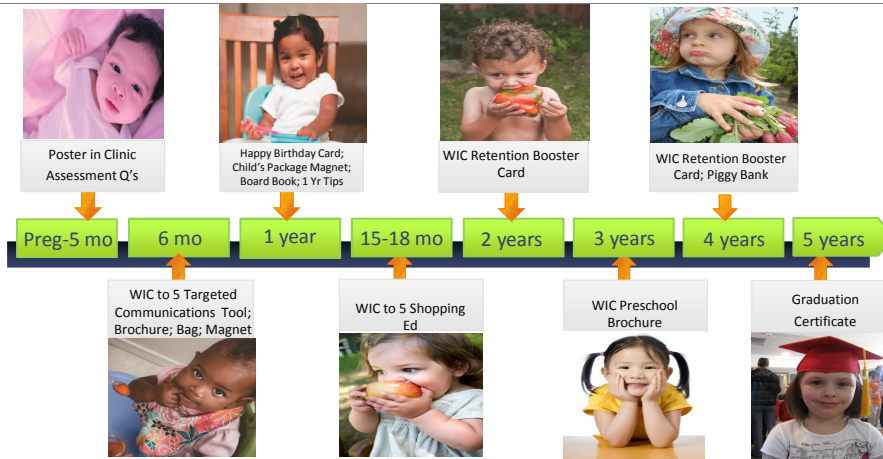 Poster in Clinic
Assessment Q's
Happy Birthday Card;
Child's Package Magnet;
Board Book; 1 Yr Tips
WIC Retention Booster
Card
WIC Retention Booster
Card; Piggy Bank
Preg-5 mo
6 mo
1 year
15-18 mo
2 years
3 years
4 years
5 years
WIC to 5 Targeted
Communications Tool;
Brochure; Bag; Magnet
WIC to 5 Shopping
Ed
WIC Preschool
Brochure
Graduation
Certificate